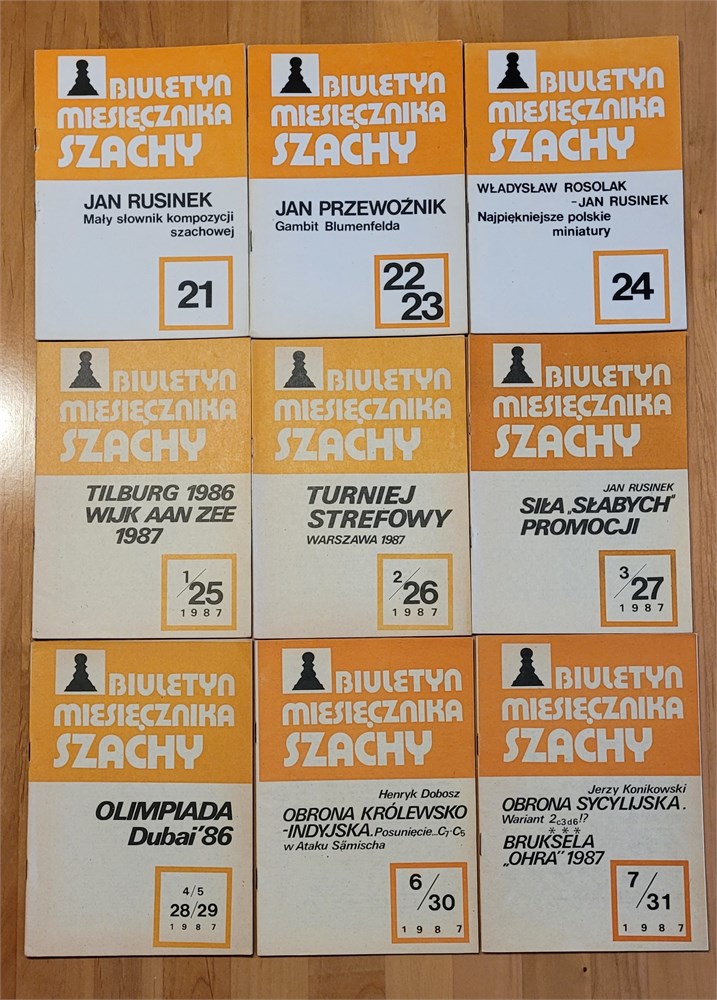 BIULETYN
MIESIĘCZNIKA
SZACHY
JAN RUSINEK
Mały słownik kompozycji
szachowej
21
BIULETYN
MIESIĘCZNIKA
SZACHY
JAN PRZEWOŹNIK
Gambit Blumenfelda
22
23
BIULETYN
MIESIĘCZNIKA
SZACHY
WŁADYSŁAW ROSOLAK
-JAN RUSINEK
Najpiękniejsze polskie
miniatury
24
BIULETYN
MIESIĘCZNIKA
SZACHY
TILBURG 1986
WIJK AAN ZEE
1987
1/25
1987
BIULETYN
MIESIĘCZNIKA
SZACHY
TURNIEJ
STREFOWY
WARSZAWA 1987
2/26
1987
BIULETYN
MIESIĘCZNIKA
SZACHY
JAN RUSINEK
SIŁA „SŁABYCH"
PROMOCJI
3/27
1987
BIULETYN
MIESIĘCZNIKA
SZACHY
OLIMPIADA
Dubai'86
4/5
28/29
1987
BIULETYN
MIESIĘCZNIKA
SZACHY
Henryk Dobosz
OBRONA KRÓLEWSKO
-INDYJSKA. Posunięcie...C7-C5
w Ataku Sämischa
6/30
1987
BIULETYN
MIESIĘCZNIKA
SZACHY
Jerzy Konikowski
OBRONA SYCYLIJSKA.
Wariant 2c3d6!?
***
BRUKSELA
„OHRA" 1987
7/31
1987